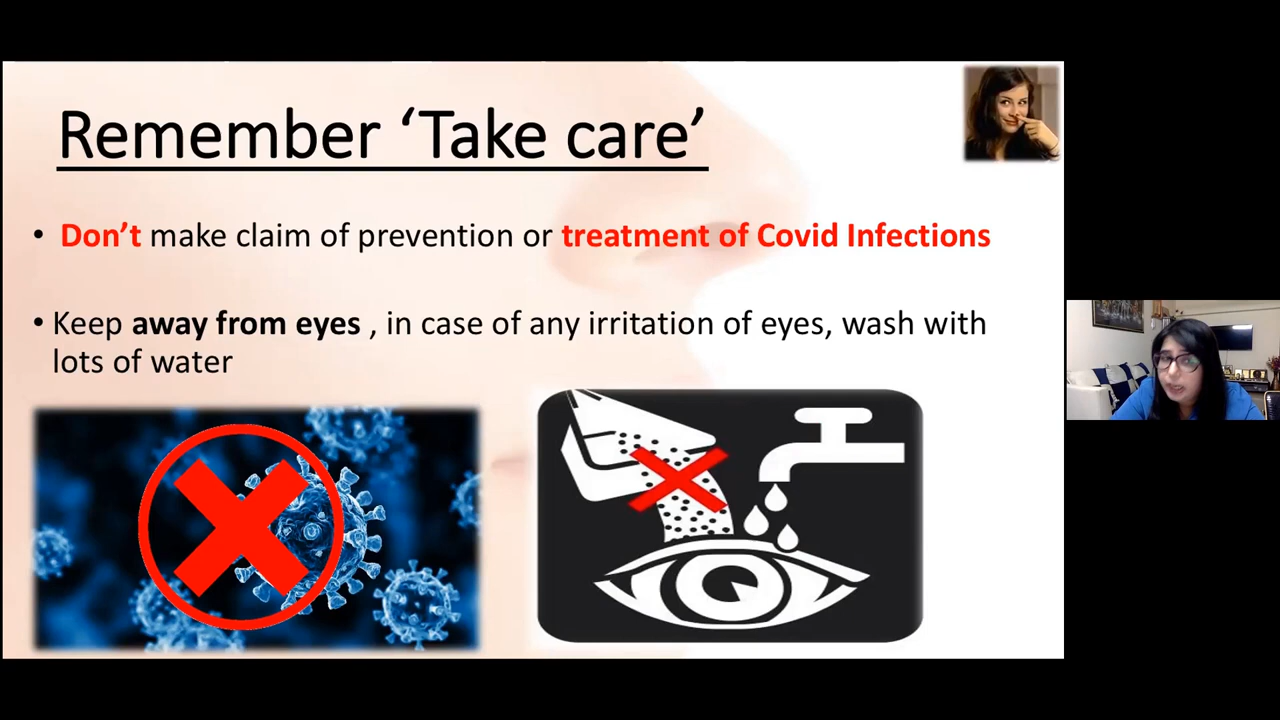 Remember ‘Take care’
• Don’t make claim of prevention or treatment of Covid Infections
• Keep away from eyes , in case of any irritation of eyes, wash with
lots of water